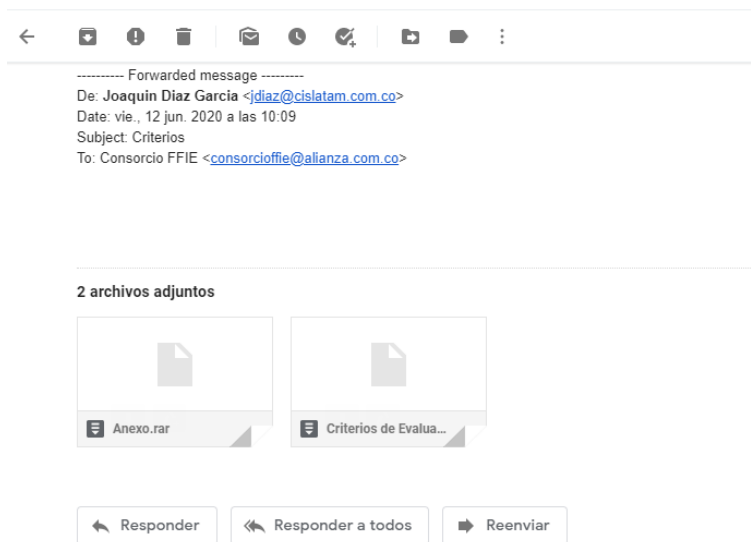 ---------- Forwarded message ---------
De: Joaquin Diaz Garcia <jdiaz@cislatam.com.co>
Date: vie., 12 jun. 2020 a las 10:09
Subject: Criterios
To: Consorcio FFIE <consorcioffie@alianza.com.co>
2 archivos adjuntos
Anexo.rar
Criterios de Evalua...
Responder
Responder a todos
Reenviar